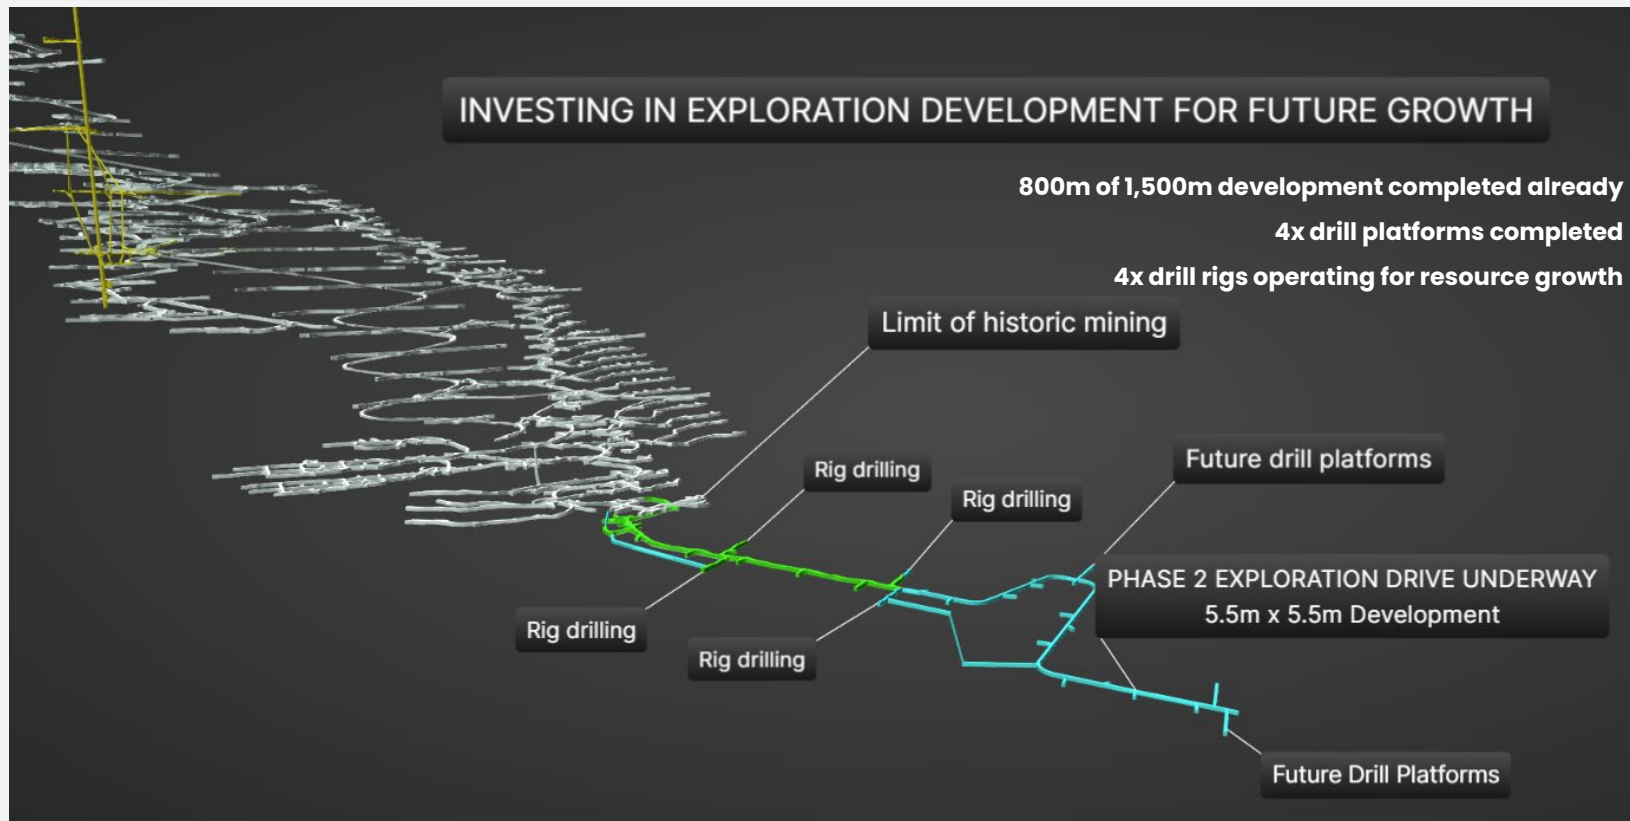 INVESTING IN EXPLORATION DEVELOPMENT FOR FUTURE GROWTH
800m of 1,500m development completed already
4x drill platforms completed
4x drill rigs operating for resource growth
Limit of historic mining
Rig drilling
Rig drilling
Future drill platforms
PHASE 2 EXPLORATION DRIVE UNDERWAY
5.5m x 5.5m Development
Rig drilling
Rig drilling
Future Drill Platforms